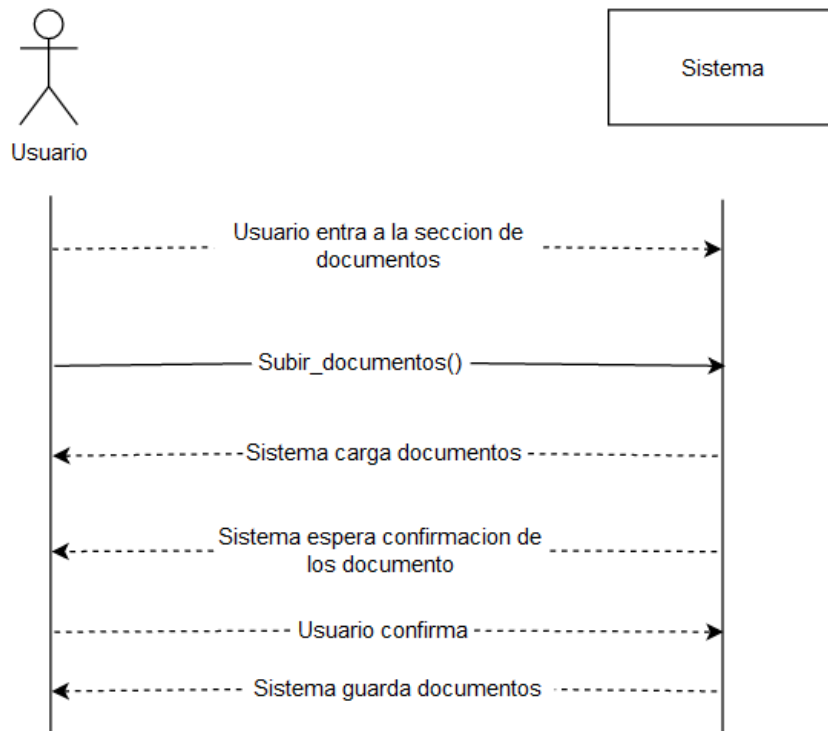 Sistema
Usuario
Usuario entra a la seccion de
documentos
Subir_documentos()
Sistema carga documentos
Sistema espera confirmacion de
los documento
Usuario confirma
Sistema guarda documentos